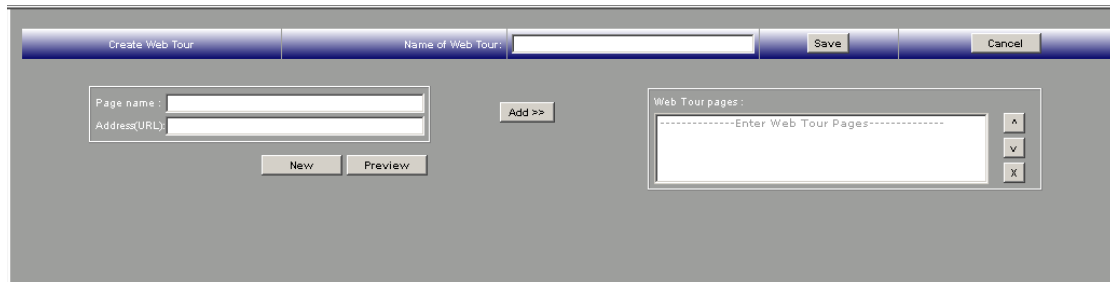 Create Web Tour
Name of Web Tour:
Save
Cancel
Page name :
Address(URL):
Add >>
New
Preview
Web Tour pages :
--------------Enter Web Tour Pages--------------
^
v
X